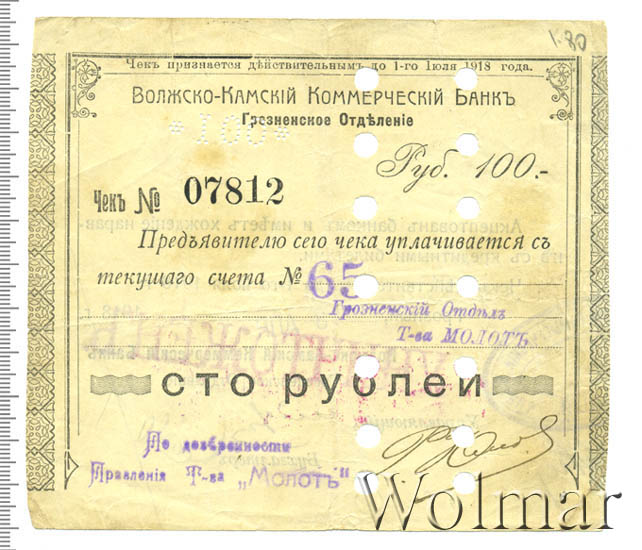 1-80
Чекъ признается дѣйствительнымъ до 1-го Іюля 1918 года.
Волжско-Камскій Коммерческій Банкъ
Грозненское Отдѣленіе
*100*
Руб. 100.-
Чекъ № 07812
Предъявителю сего чека уплачивается съ
текущаго счета № 65
Грозненскій Отдѣлъ
Т-ва МОЛОТЪ
сто рублей
По довѣренности
Правленія Т-ва „Молотъ"
Wolmar